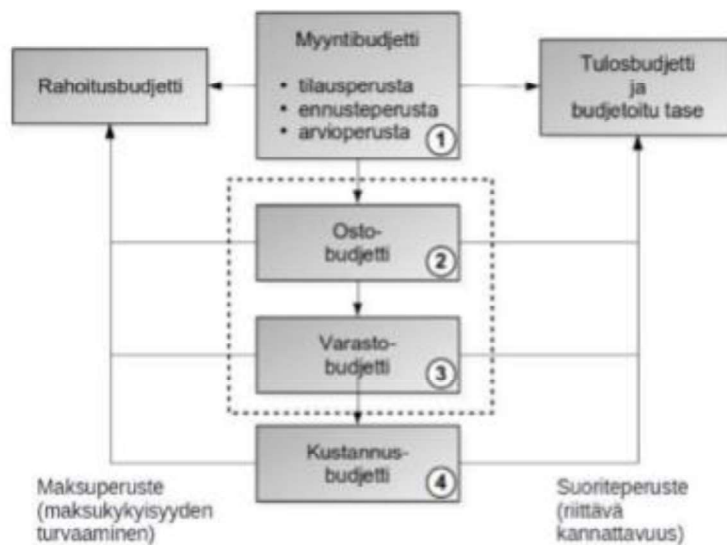 Myyntibudjetti
• tilausperusta
• ennusteperusta
• arvioperusta
1
Rahoitusbudjetti
Tulosbudjetti
ja
budjetoitu tase
Osto-
budjetti
2
Varasto-
budjetti
3
Kustannus-
budjetti
4
Maksuperuste
(maksukykyisyyden
turvaaminen)
Suoriteperuste
(riittävä
kannattavuus)